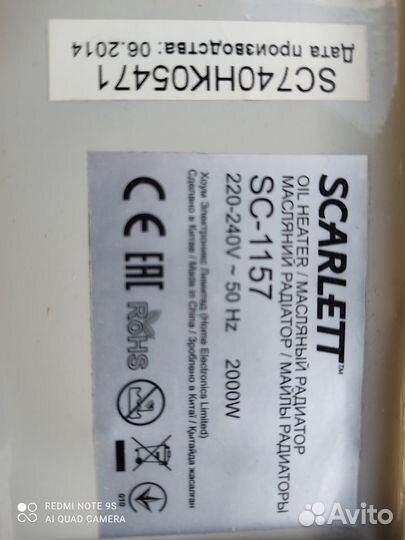 SC740HK05471
Дата производства: 06.2014
SCARLETT™
OIL HEATER / МАСЛЯНЫЙ РАДИАТОР
МАСЛЯНИЙ РАДІАТОР / МАЙЛЫ РАДИАТОРЫ
SC-1157
220-240V ~ 50 Hz 2000W
Хоум Электроникс Лимитед (Home Electronics Limited)
Сделано в Китае / Made in China / Зроблено в Китаї / Қытайда жасалған
CE EAC RoHS
010
REDMI NOTE 9S
AI QUAD CAMERA
Avito